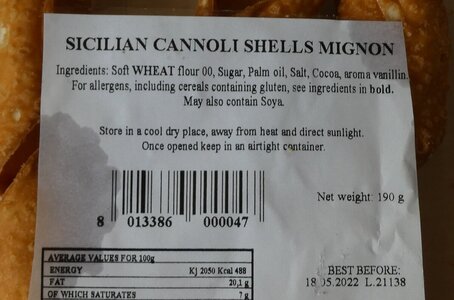 SICILIAN CANNOLI SHELLS MIGNON
Ingredients: Soft WHEAT flour 00, Sugar, Palm oil, Salt, Cocoa, aroma vanillin.
For allergens, including cereals containing gluten, see ingredients in bold.
May also contain Soya.
Store in a cool dry place, away from heat and direct sunlight.
Once opened keep in an airtight container.
Net weight: 190 g
8 013386 000047
AVERAGE VALUES FOR 100g
ENERGY Kj 2050 Kcal 488
FAT 20,1 g
OF WHICH SATURATES 7 g
BEST BEFORE:
18.05.2022 L.21138